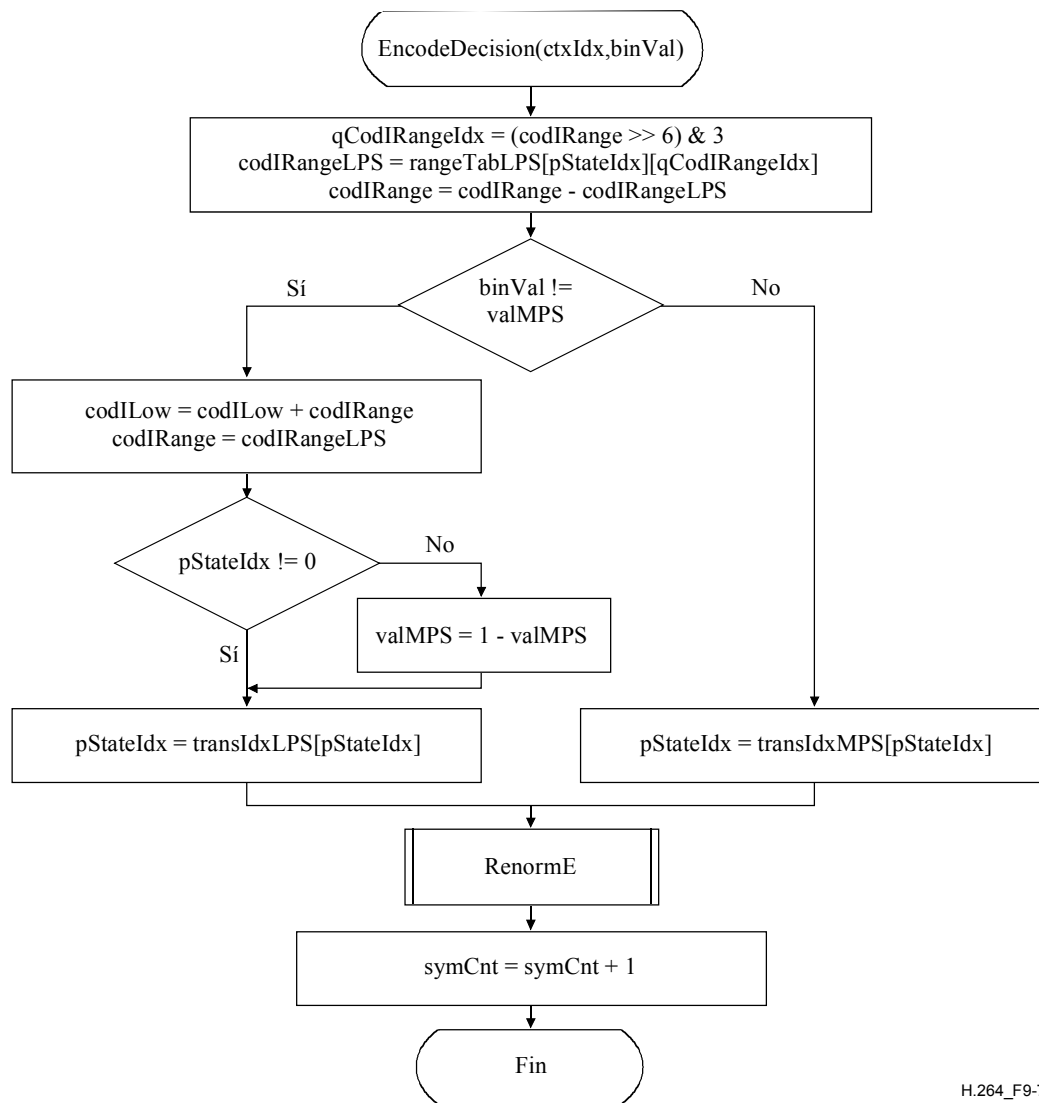 EncodeDecision(ctxIdx,binVal)
qCodIRangeIdx = (codIRange >> 6) & 3
codIRangeLPS = rangeTabLPS[pStateIdx][qCodIRangeIdx]
codIRange = codIRange - codIRangeLPS
binVal !=
valMPS
Sí
No
codILow = codILow + codIRange
codIRange = codIRangeLPS
pStateIdx != 0
No
valMPS = 1 - valMPS
Sí
pStateIdx = transIdxLPS[pStateIdx]
pStateIdx = transIdxMPS[pStateIdx]
RenormE
symCnt = symCnt + 1
Fin
H.264_F9-7